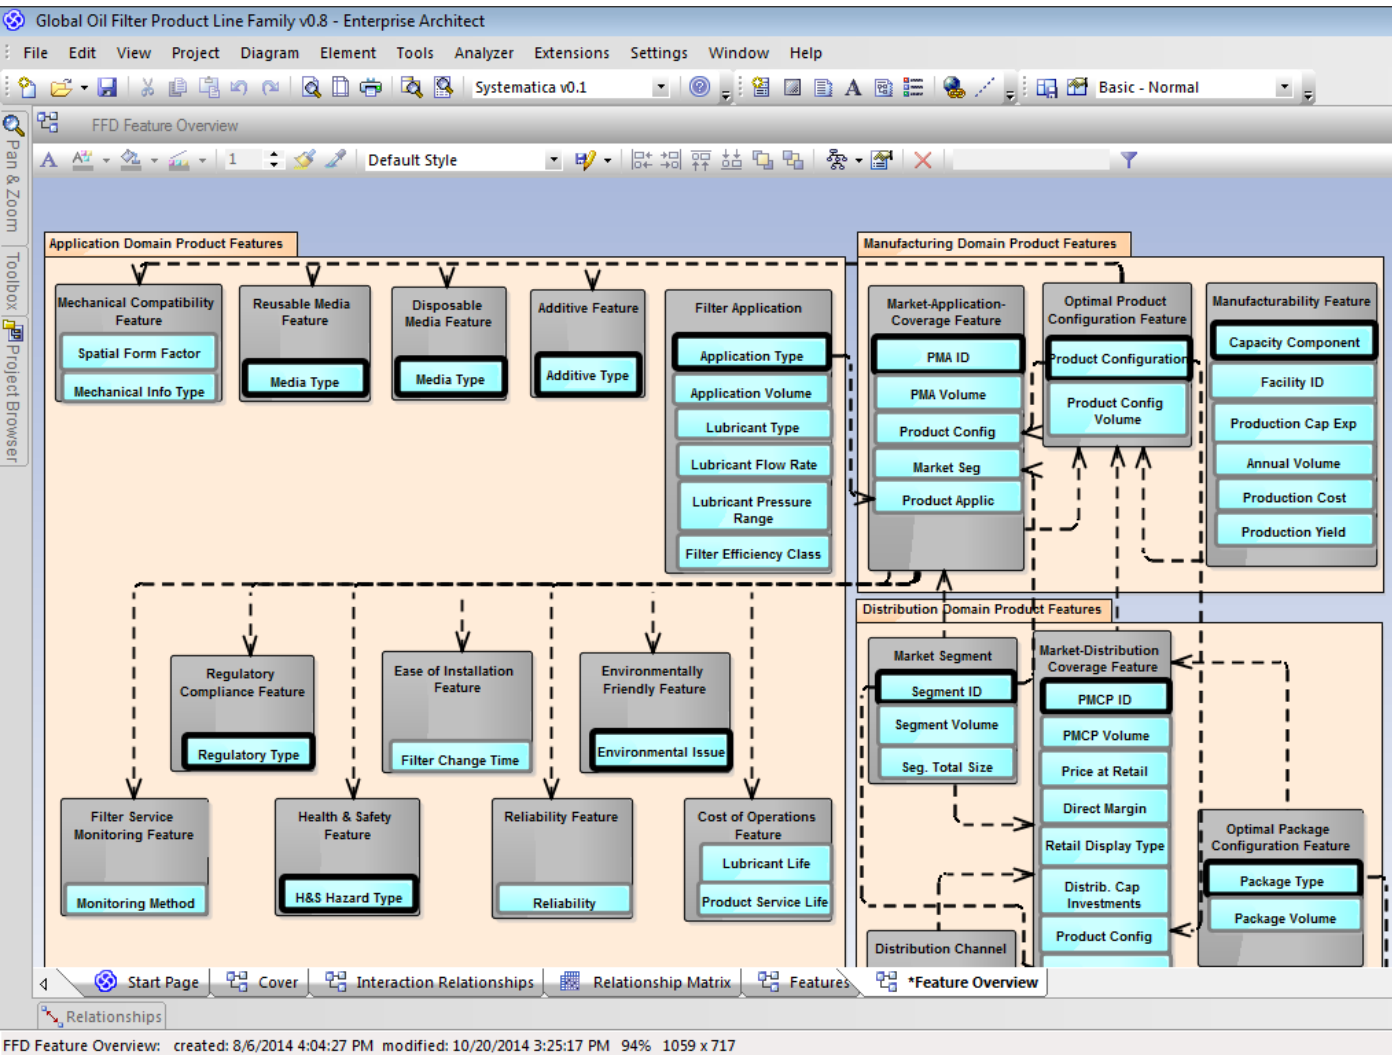 Global Oil Filter Product Line Family v0.8 - Enterprise Architect
File Edit View Project Diagram Element Tools Analyzer Extensions Settings Window Help
Systematica v0.1
Basic - Normal
FFD Feature Overview
1
Default Style
Pan & Zoom
Toolbox
Project Browser
Application Domain Product Features
Mechanical Compatibility
Feature
Spatial Form Factor
Mechanical Info Type
Reusable Media
Feature
Media Type
Disposable
Media Feature
Media Type
Additive Feature
Additive Type
Filter Application
Application Type
Application Volume
Lubricant Type
Lubricant Flow Rate
Lubricant Pressure
Range
Filter Efficiency Class
Regulatory
Compliance Feature
Regulatory Type
Ease of Installation
Feature
Filter Change Time
Environmentally
Friendly Feature
Environmental Issue
Filter Service
Monitoring Feature
Monitoring Method
Health & Safety
Feature
H&S Hazard Type
Reliability Feature
Reliability
Cost of Operations
Feature
Lubricant Life
Product Service Life
Manufacturing Domain Product Features
Market-Application-
Coverage Feature
PMA ID
PMA Volume
Product Config
Market Seg
Product Applic
Optimal Product
Configuration Feature
Product Configuration
Product Config
Volume
Manufacturability Feature
Capacity Component
Facility ID
Production Cap Exp
Annual Volume
Production Cost
Production Yield
Distribution Domain Product Features
Market Segment
Segment ID
Segment Volume
Seg. Total Size
Market-Distribution
Coverage Feature
PMCP ID
PMCP Volume
Price at Retail
Direct Margin
Retail Display Type
Distrib. Cap
Investments
Product Config
Optimal Package
Configuration Feature
Package Type
Package Volume
Distribution Channel
Start Page
Cover
Interaction Relationships
Relationship Matrix
Features
*Feature Overview
Relationships
FFD Feature Overview: created: 8/6/2014 4:04:27 PM modified: 10/20/2014 3:25:17 PM 94% 1059 x 717